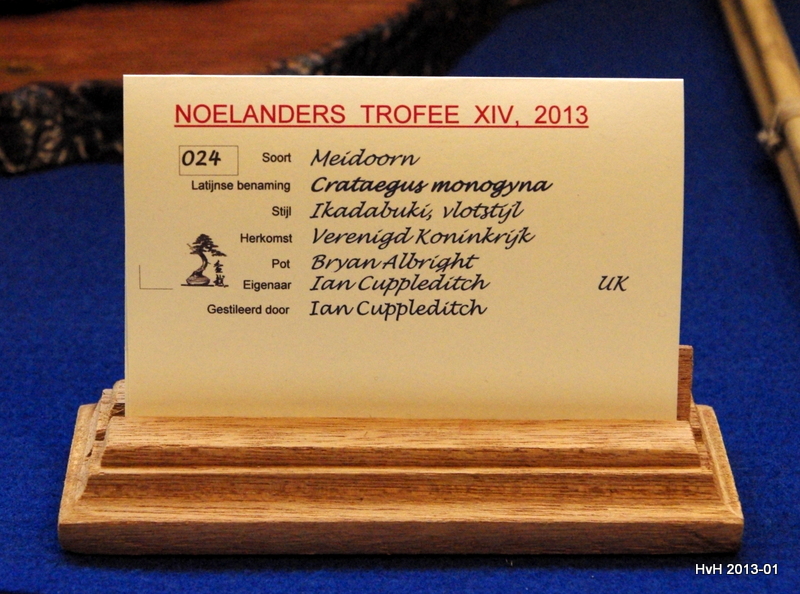 NOELANDERS TROFEE XIV, 2013
024 Soort Meidoorn
Latijnse benaming Crataegus monogyna
Stijl Ikadabuki, vlotstijl
Herkomst Verenigd Koninkrijk
Pot Bryan Albright
Eigenaar Ian Cuppleditch UK
Gestileerd door Ian Cuppleditch
HvH 2013-01